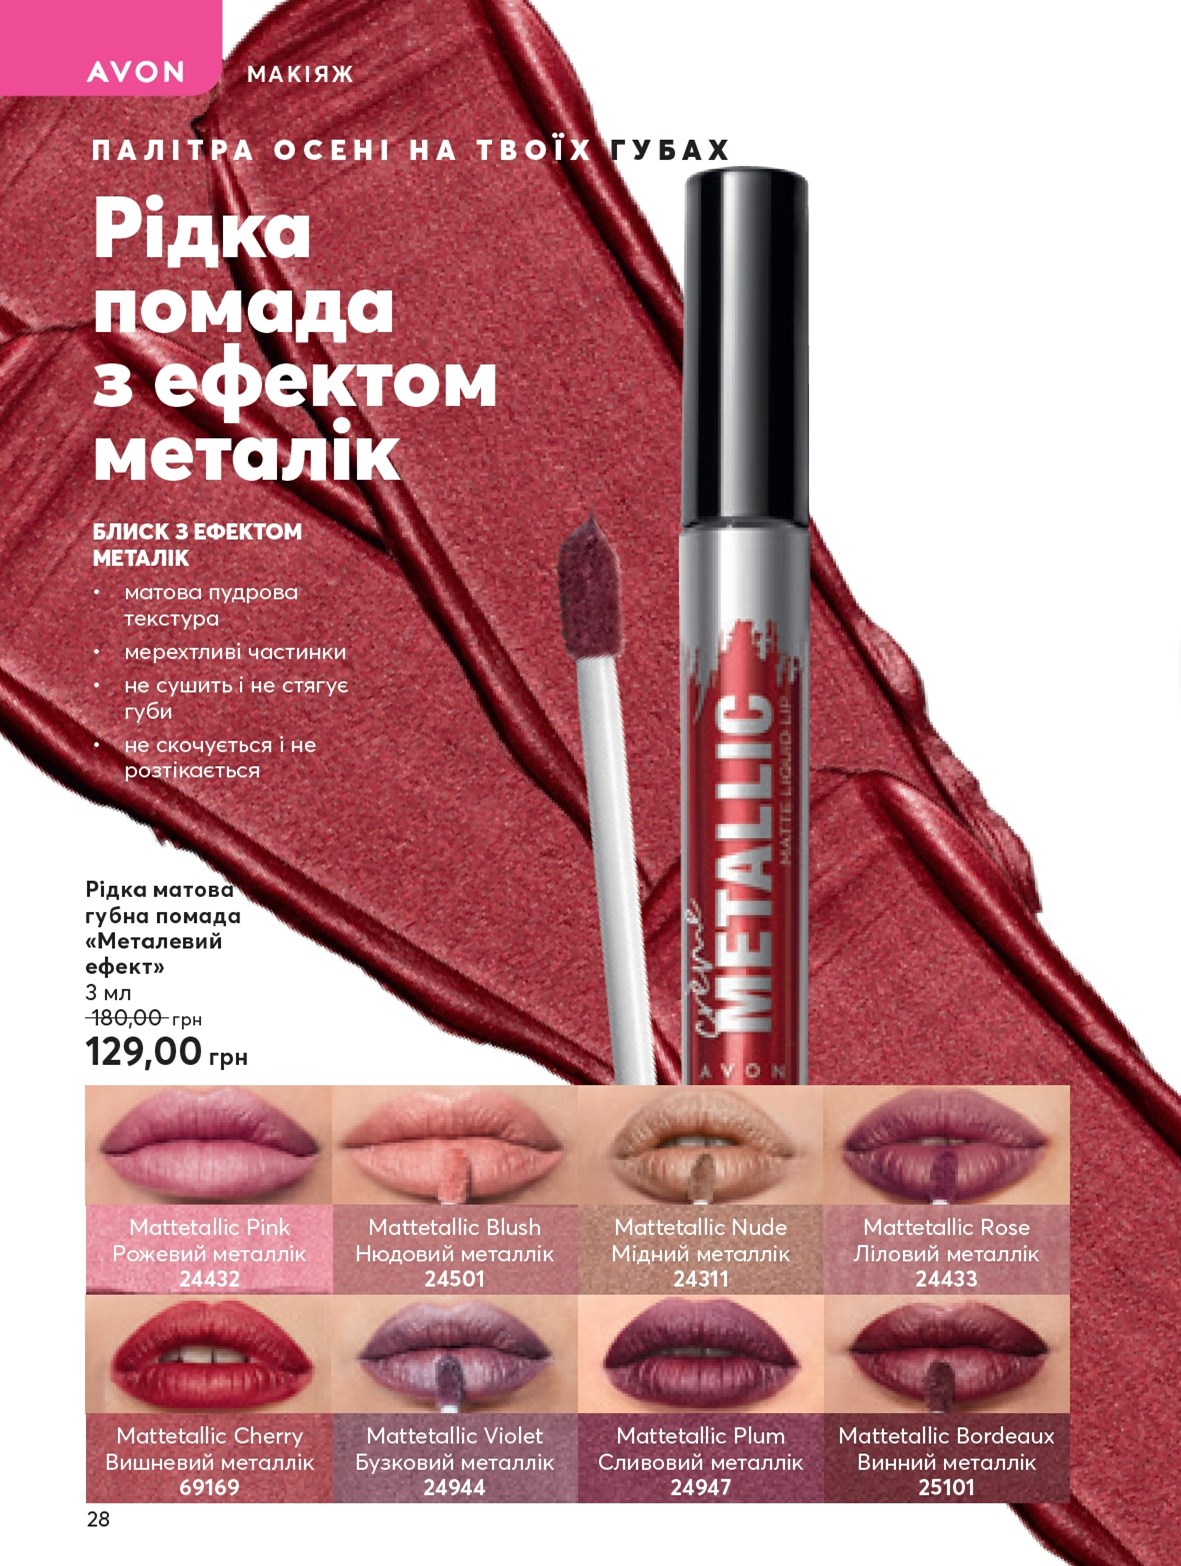 AVON
МАКІЯЖ
ПАЛІТРА ОСЕНІ НА ТВОЇХ ГУБАХ
Рідка
помада
з ефектом
металік
БЛИСК З ЕФЕКТОМ
МЕТАЛІК
• матова пудрова
текстура
• мерехтливі частинки
• не сушить і не стягує
губи
• не скочується і не
розтікається
creme
METALLIC
MATTE LIQUID LIP
AVON
Рідка матова
губна помада
«Металевий
ефект»
3 мл
180,00 грн
129,00 грн
Mattetallic Pink
Рожевий металлік
24432
Mattetallic Blush
Нюдовий металлік
24501
Mattetallic Nude
Мідний металлік
24311
Mattetallic Rose
Ліловий металлік
24433
Mattetallic Cherry
Вишневий металлік
69169
Mattetallic Violet
Бузковий металлік
24944
Mattetallic Plum
Сливовий металлік
24947
Mattetallic Bordeaux
Винний металлік
25101
28